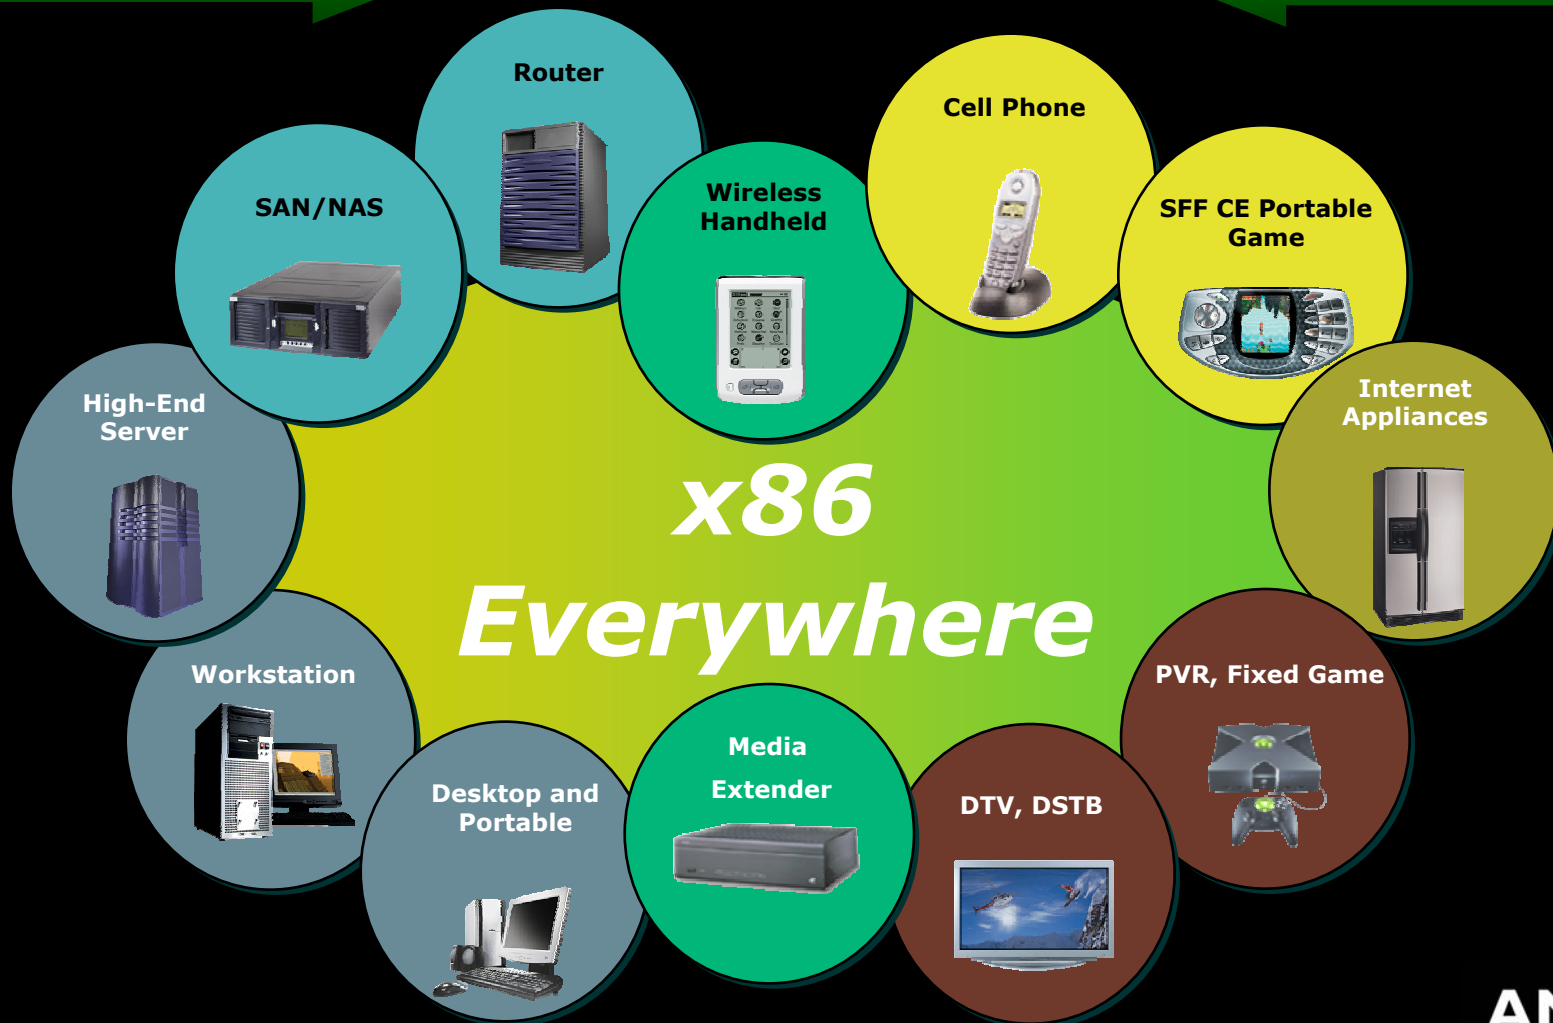 Router
Cell Phone
Wireless
Handheld
SAN/NAS
SFF CE Portable
Game
High-End
Server
Internet
Appliances
x86
Everywhere
Workstation
PVR, Fixed Game
Desktop and
Portable
Media
Extender
DTV, DSTB